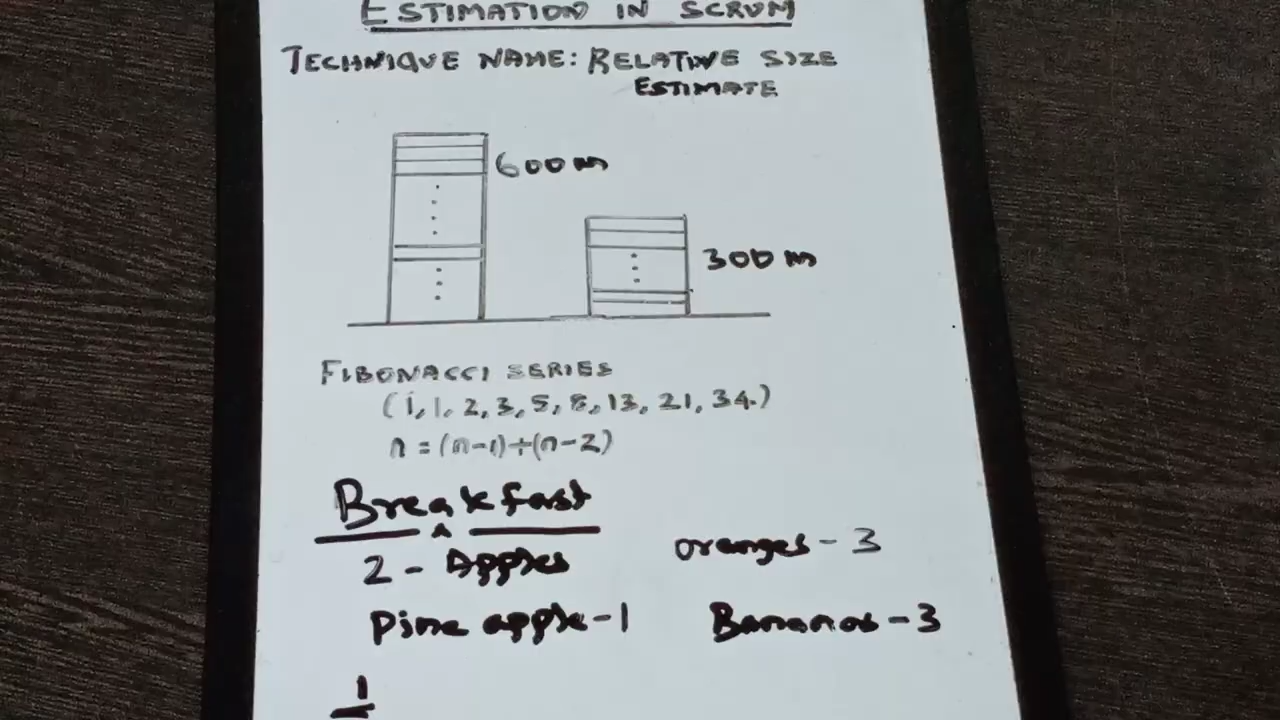 ESTIMATION IN SCRUM
TECHNIQUE NAME: RELATIVE SIZE
ESTIMATE
600 m
300 m
FIBONACCI SERIES
(1, 1, 2, 3, 5, 8, 13, 21, 34.)
n = (n-1)+(n-2)
Breakfast
2 - Apples
oranges - 3
Pine apple - 1
Bananas - 3
1